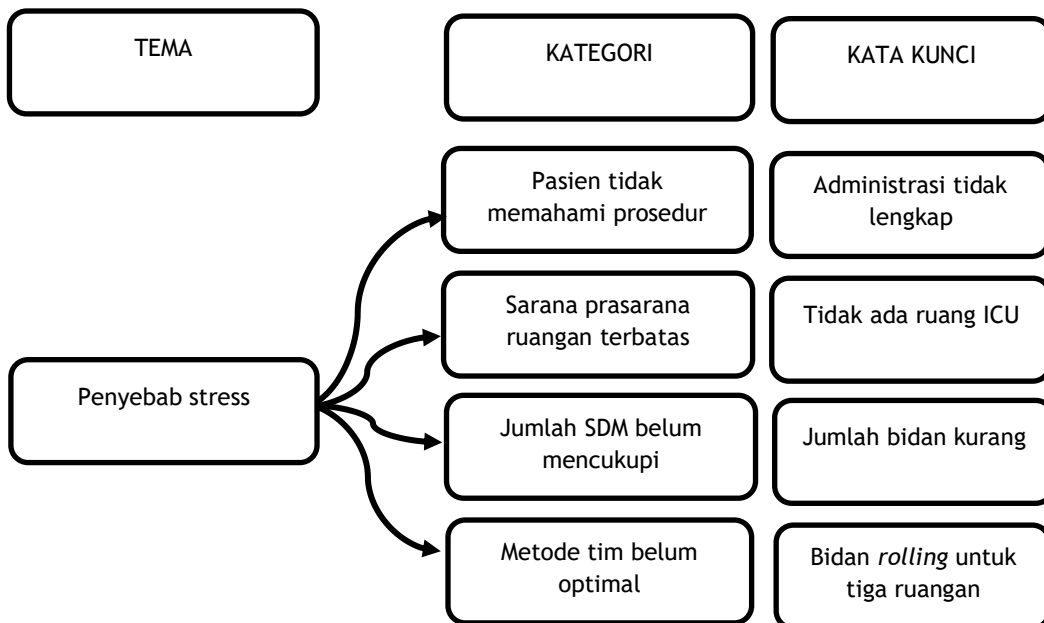 TEMA
KATEGORI
KATA KUNCI
Pasien tidak
memahami prosedur
Administrasi tidak
lengkap
Sarana prasarana
ruangan terbatas
Tidak ada ruang ICU
Penyebab stress
Jumlah SDM belum
mencukupi
Jumlah bidan kurang
Metode tim belum
optimal
Bidan rolling untuk
tiga ruangan